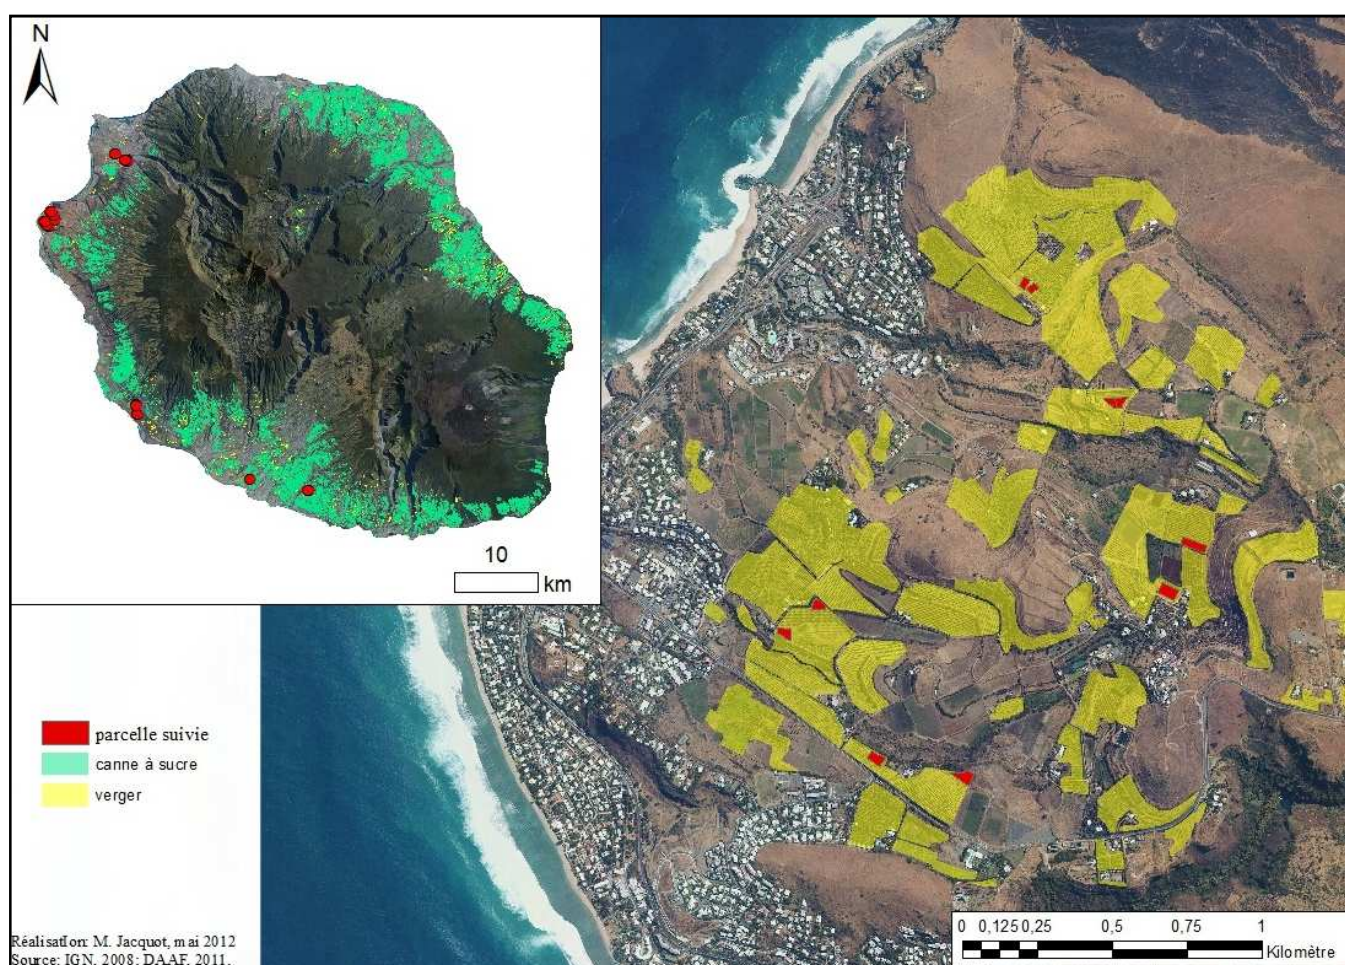 N
10
km
parcelle suivie
canne à sucre
verger
Réalisation: M. Jacquot, mai 2012
Source: IGN, 2008; DAAF, 2011.
0 0,125 0,25 0,5 0,75 1
Kilomètre